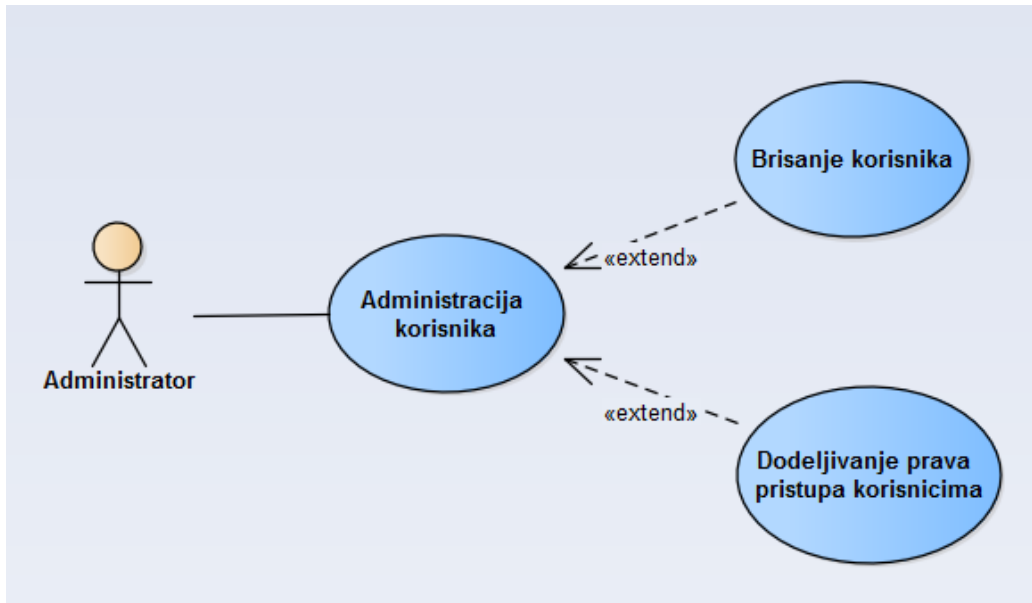 Administrator
Administracija
korisnika
«extend»
Brisanje korisnika
«extend»
Dodeljivanje prava
pristupa korisnicima